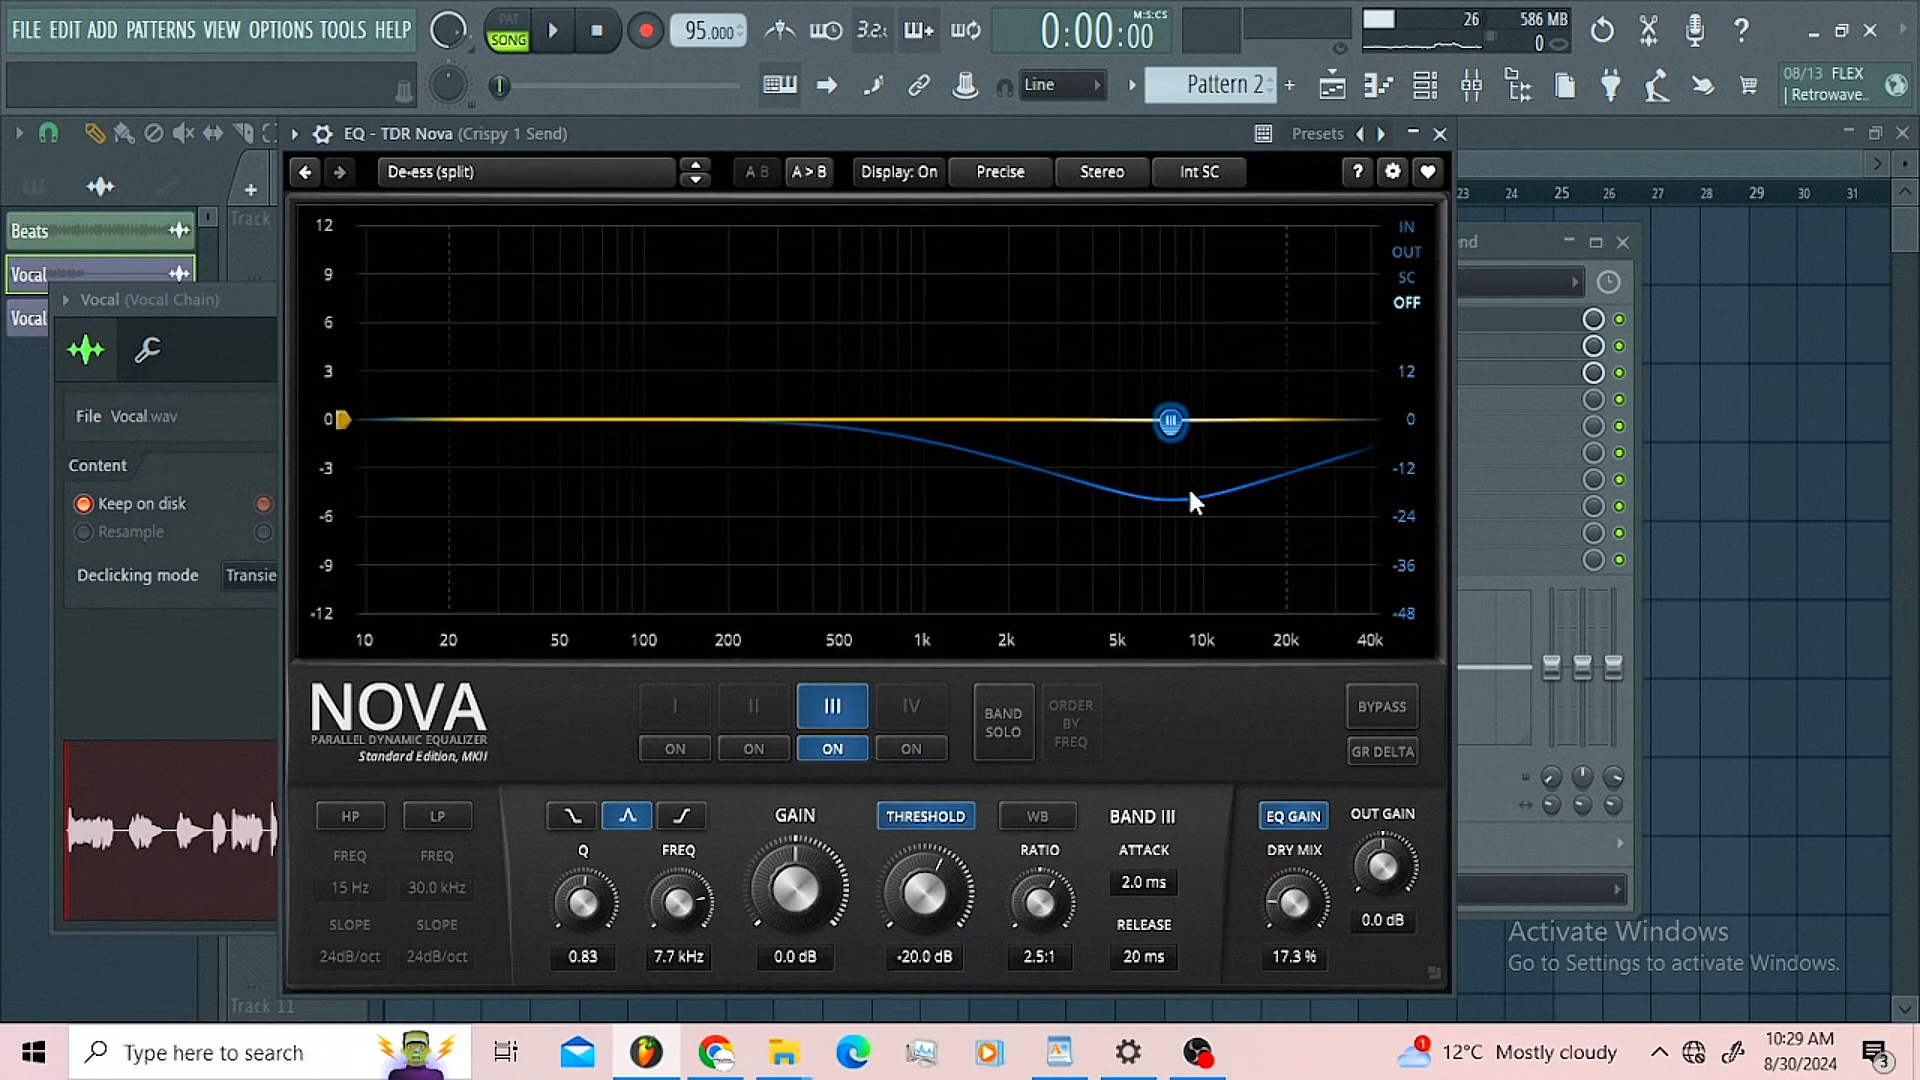 FILE EDIT ADD PATTERNS VIEW OPTIONS TOOLS HELP
PAT
SONG
95.000
3.2.
0:00:00
M:S:CS
26
586 MB
0
Line
Pattern 2
08/13 FLEX
Retrowave..
EQ - TDR Nova (Crispy 1 Send)
Presets
De-ess (split)
A B
A > B
Display: On
Precise
Stereo
Int SC
?
Beats
Vocal
Vocal
Track
23 24 25 26 27 28 29 30 31
Vocal (Vocal Chain)
File Vocal.wav
Content
Keep on disk
Resample
Declicking mode
Transie
12
9
6
3
0
-3
-6
-9
-12
IN
OUT
SC
OFF
12
0
-12
-24
-36
-48
10 20 50 100 200 500 1k 2k 5k 10k 20k 40k
NOVA
PARALLEL DYNAMIC EQUALIZER
Standard Edition, MKII
I II III IV
ON ON ON ON
BAND SOLO
ORDER BY FREQ
BYPASS
GR DELTA
HP LP
FREQ FREQ
15 Hz 30.0 kHz
SLOPE SLOPE
24dB/oct 24dB/oct
GAIN
THRESHOLD
WB
BAND III
EQ GAIN
OUT GAIN
Q
FREQ
RATIO
ATTACK
2.0 ms
RELEASE
20 ms
DRY MIX
0.83
7.7 kHz
0.0 dB
-20.0 dB
2.5:1
17.3 %
0.0 dB
Track 11
Activate Windows
Go to Settings to activate Windows.
Type here to search
1
12°C Mostly cloudy
10:29 AM
8/30/2024
3